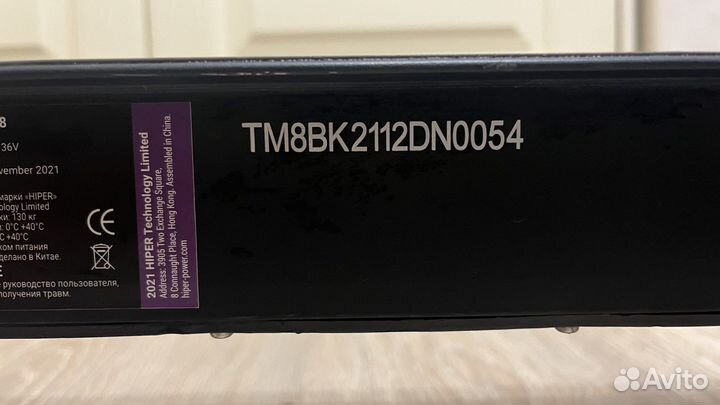 8
36V
vember 2021
марки «HIPER»
ology Limited
ки: 130 кг
: 0°C +40°C
°C +40°C
ком питания
делано в Китае.
E
е руководство пользователя,
получения травм.
CE
2021 HIPER Technology Limited
Address: 3905 Two Exchange Square,
8 Connaught Place, Hong Kong. Assembled in China.
hiper-power.com
TM8BK2112DN0054
Avito